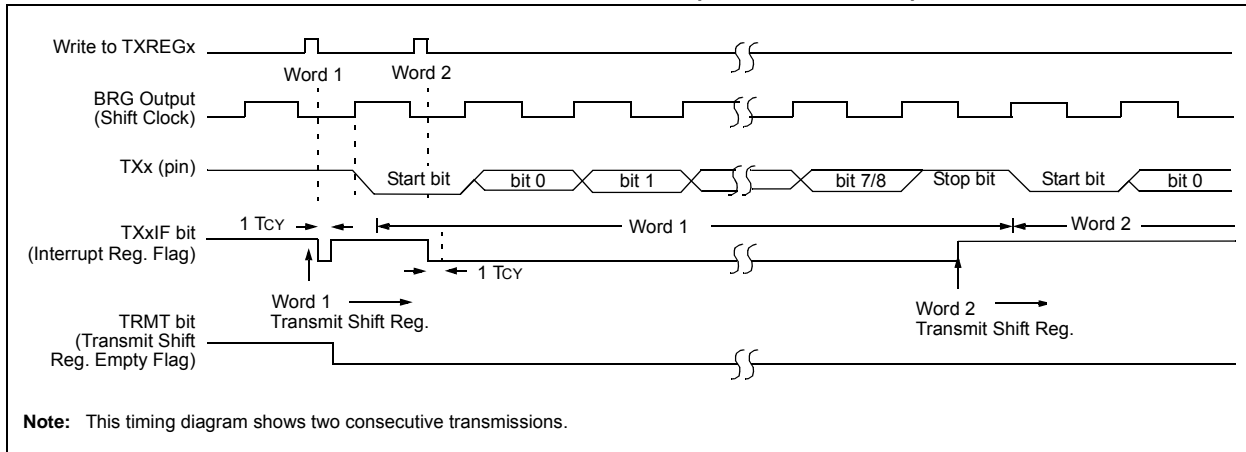 Write to TXREGx
Word 1
Word 2
BRG Output
(Shift Clock)
TXx (pin)
Start bit
bit 0
bit 1
bit 7/8
Stop bit
Start bit
bit 0
1 TCY
Word 1
Word 2
TXxIF bit
(Interrupt Reg. Flag)
1 TCY
Word 1
Transmit Shift Reg.
Word 2
Transmit Shift Reg.
TRMT bit
(Transmit Shift
Reg. Empty Flag)
Note: This timing diagram shows two consecutive transmissions.